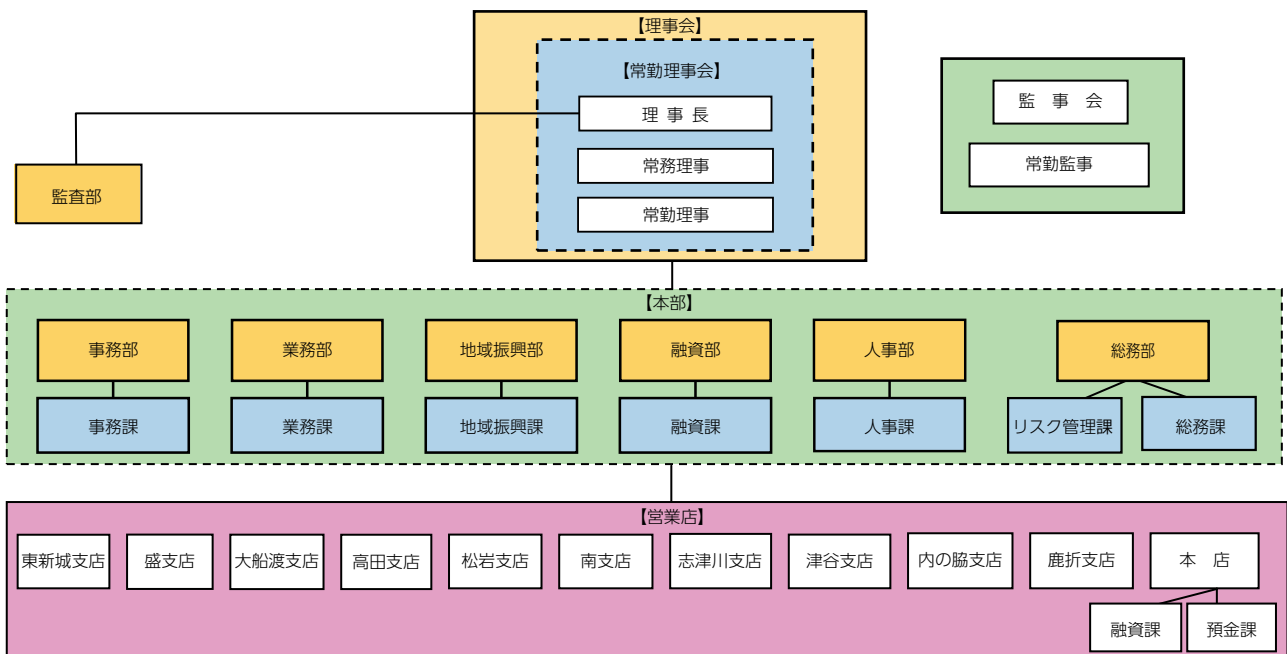 【理事会】
【常勤理事会】
理 事 長
常務理事
常勤理事
監　事　会
常勤監事
監査部
【本部】
事務部
業務部
地域振興部
融資部
人事部
総務部
事務課
業務課
地域振興課
融資課
人事課
リスク管理課
総務課
【営業店】
東新城支店
盛支店
大船渡支店
高田支店
松岩支店
南支店
志津川支店
津谷支店
内の脇支店
鹿折支店
本　店
融資課
預金課